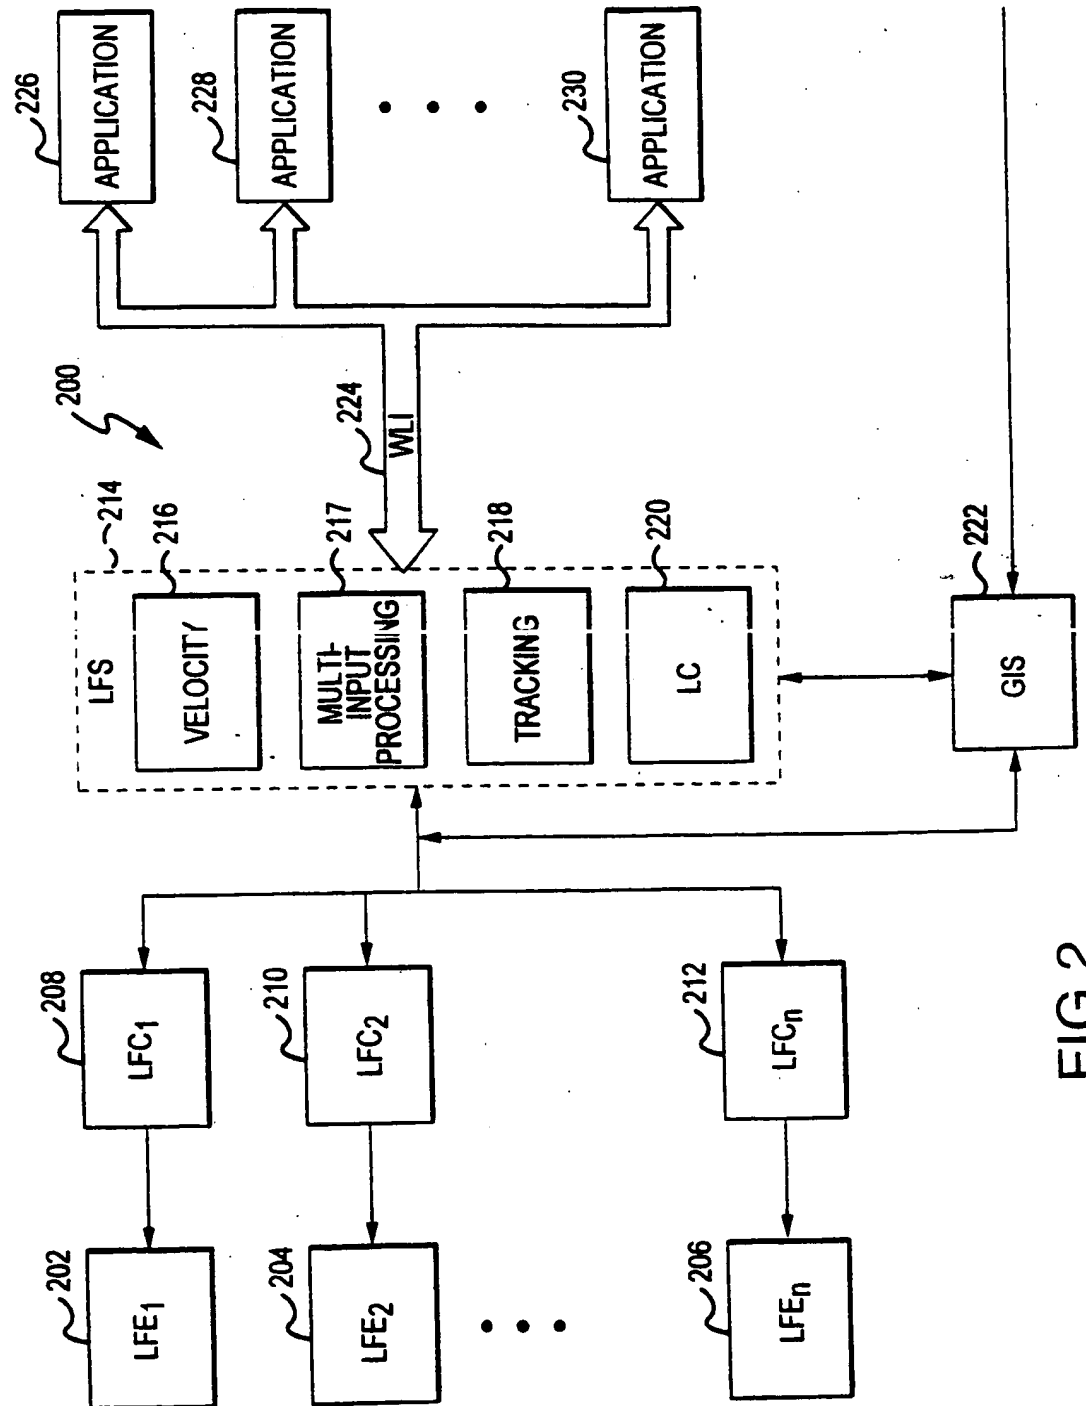 200
202
LFE1
204
LFE2
206
LFEn
208
LFC1
210
LFC2
212
LFCn
214
LFS
216
VELOCITY
217
MULTI-
INPUT
PROCESSING
218
TRACKING
220
LC
222
GIS
224
WLI
226
APPLICATION
228
APPLICATION
230
APPLICATION
FIG.2